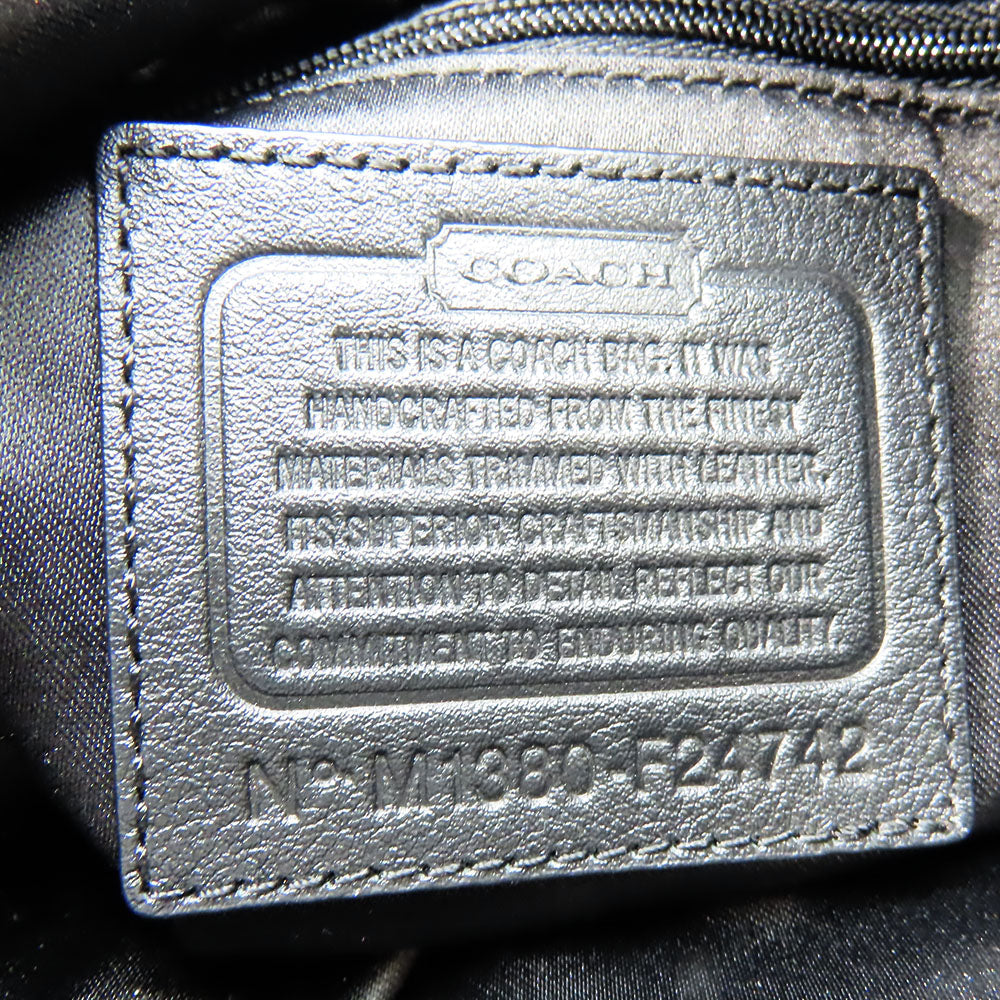 COACH
THIS IS A COACH BAG. IT WAS
HANDCRAFTED FROM THE FINEST
MATERIALS TRIMMED WITH LEATHER.
ITS SUPERIOR CRAFTSMANSHIP AND
ATTENTION TO DETAIL REFLECT OUR
COMMITMENT TO ENDURING QUALITY.
Nº M1380-F24742